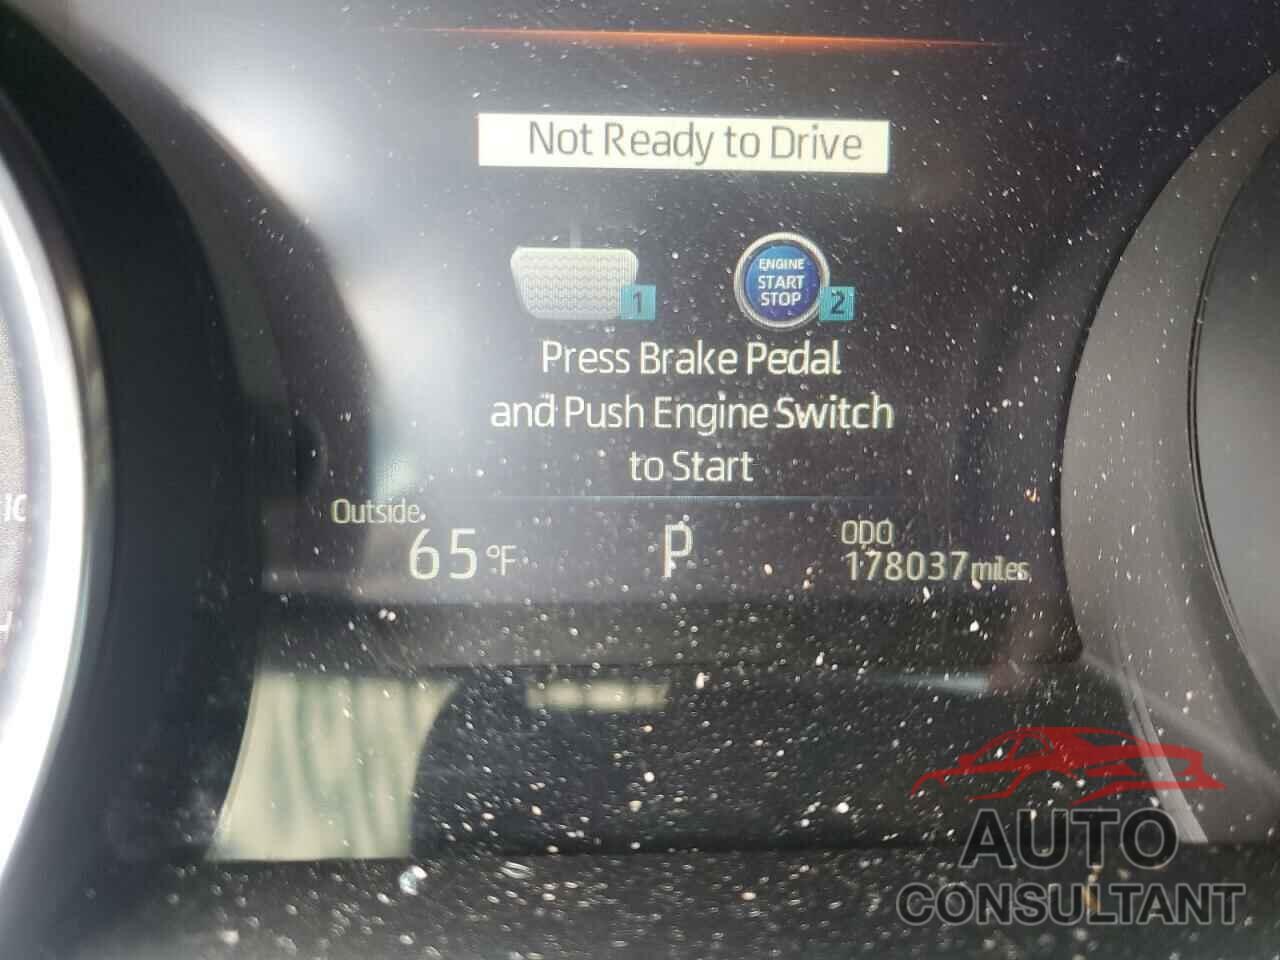 Not Ready to Drive
ENGINE
START
STOP
1
2
Press Brake Pedal
and Push Engine Switch
to Start
Outside
65°F
P
ODO
178037 miles
AUTO
CONSULTANT